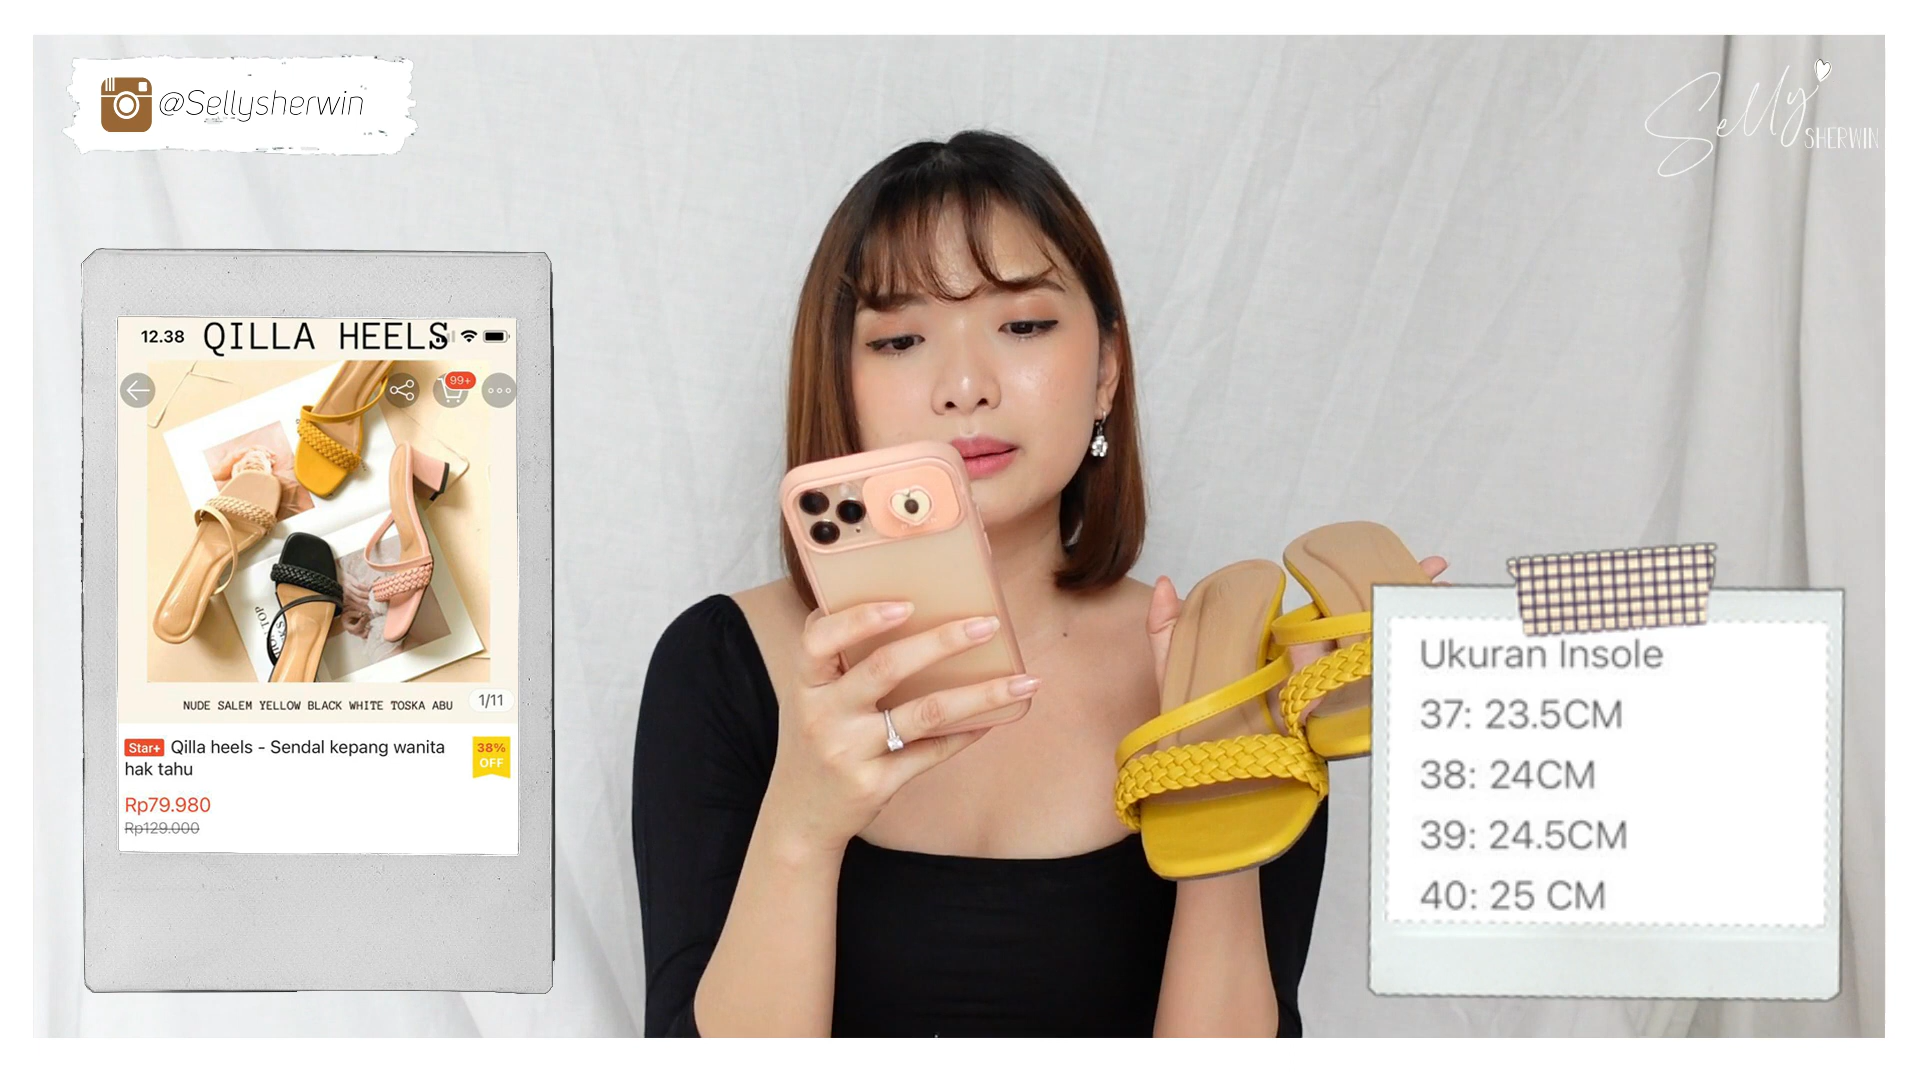 @Sellysherwin
Selly
SHERWIN
12.38
QILLA HEELS
99+
NUDE SALEM YELLOW BLACK WHITE TOSKA ABU
1/11
Star+ Qilla heels - Sendal kepang wanita
hak tahu
38%
OFF
Rp79.980
Rp129.000
Ukuran Insole
37: 23.5CM
38: 24CM
39: 24.5CM
40: 25 CM